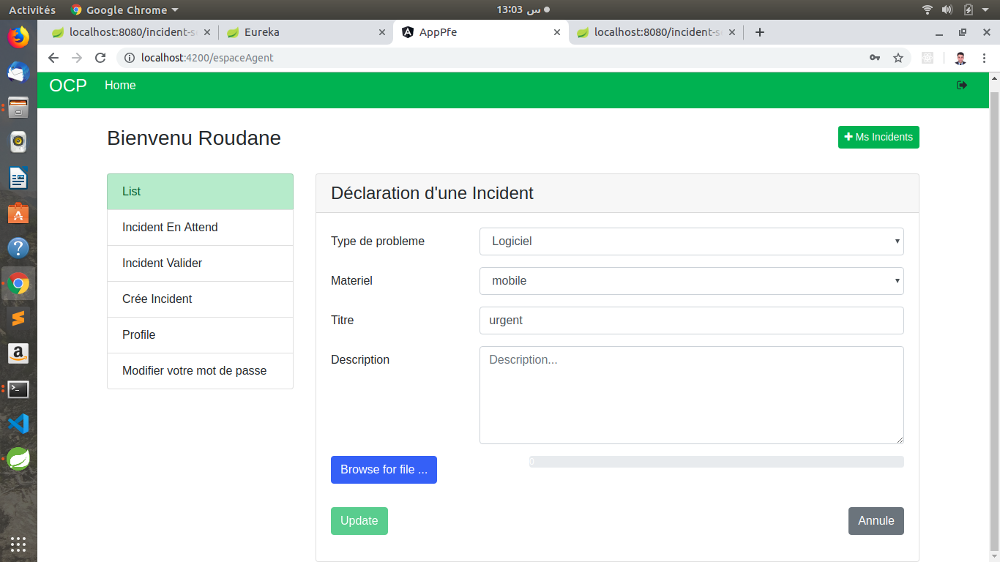 Activités Google Chrome 13:03 س
localhost:8080/incident-s
Eureka
AppPfe
localhost:8080/incident-s
localhost:4200/espaceAgent
OCP Home
Bienvenu Roudane
+ Ms Incidents
List
Incident En Attend
Incident Valider
Crée Incident
Profile
Modifier votre mot de passe
Déclaration d'une Incident
Type de probleme Logiciel
Materiel mobile
Titre urgent
Description Description...
Browse for file ... 0
Update Annule